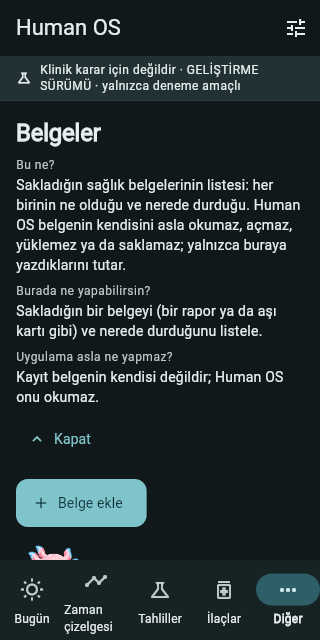 Human OS
Klinik karar için değildir · GELİŞTİRME
SÜRÜMÜ · yalnızca deneme amaçlı
Belgeler
Bu ne?
Sakladığın sağlık belgelerinin listesi: her
birinin ne olduğu ve nerede durduğu. Human
OS belgenin kendisini asla okumaz, açmaz,
yüklemez ya da saklamaz; yalnızca buraya
yazdıklarını tutar.
Burada ne yapabilirsin?
Sakladığın bir belgeyi (bir rapor ya da aşı
kartı gibi) ve nerede durduğunu listele.
Uygulama asla ne yapmaz?
Kayıt belgenin kendisi değildir; Human OS
onu okumaz.
Kapat
Belge ekle
Bugün
Zaman
çizelgesi
Tahliller
İlaçlar
Diğer